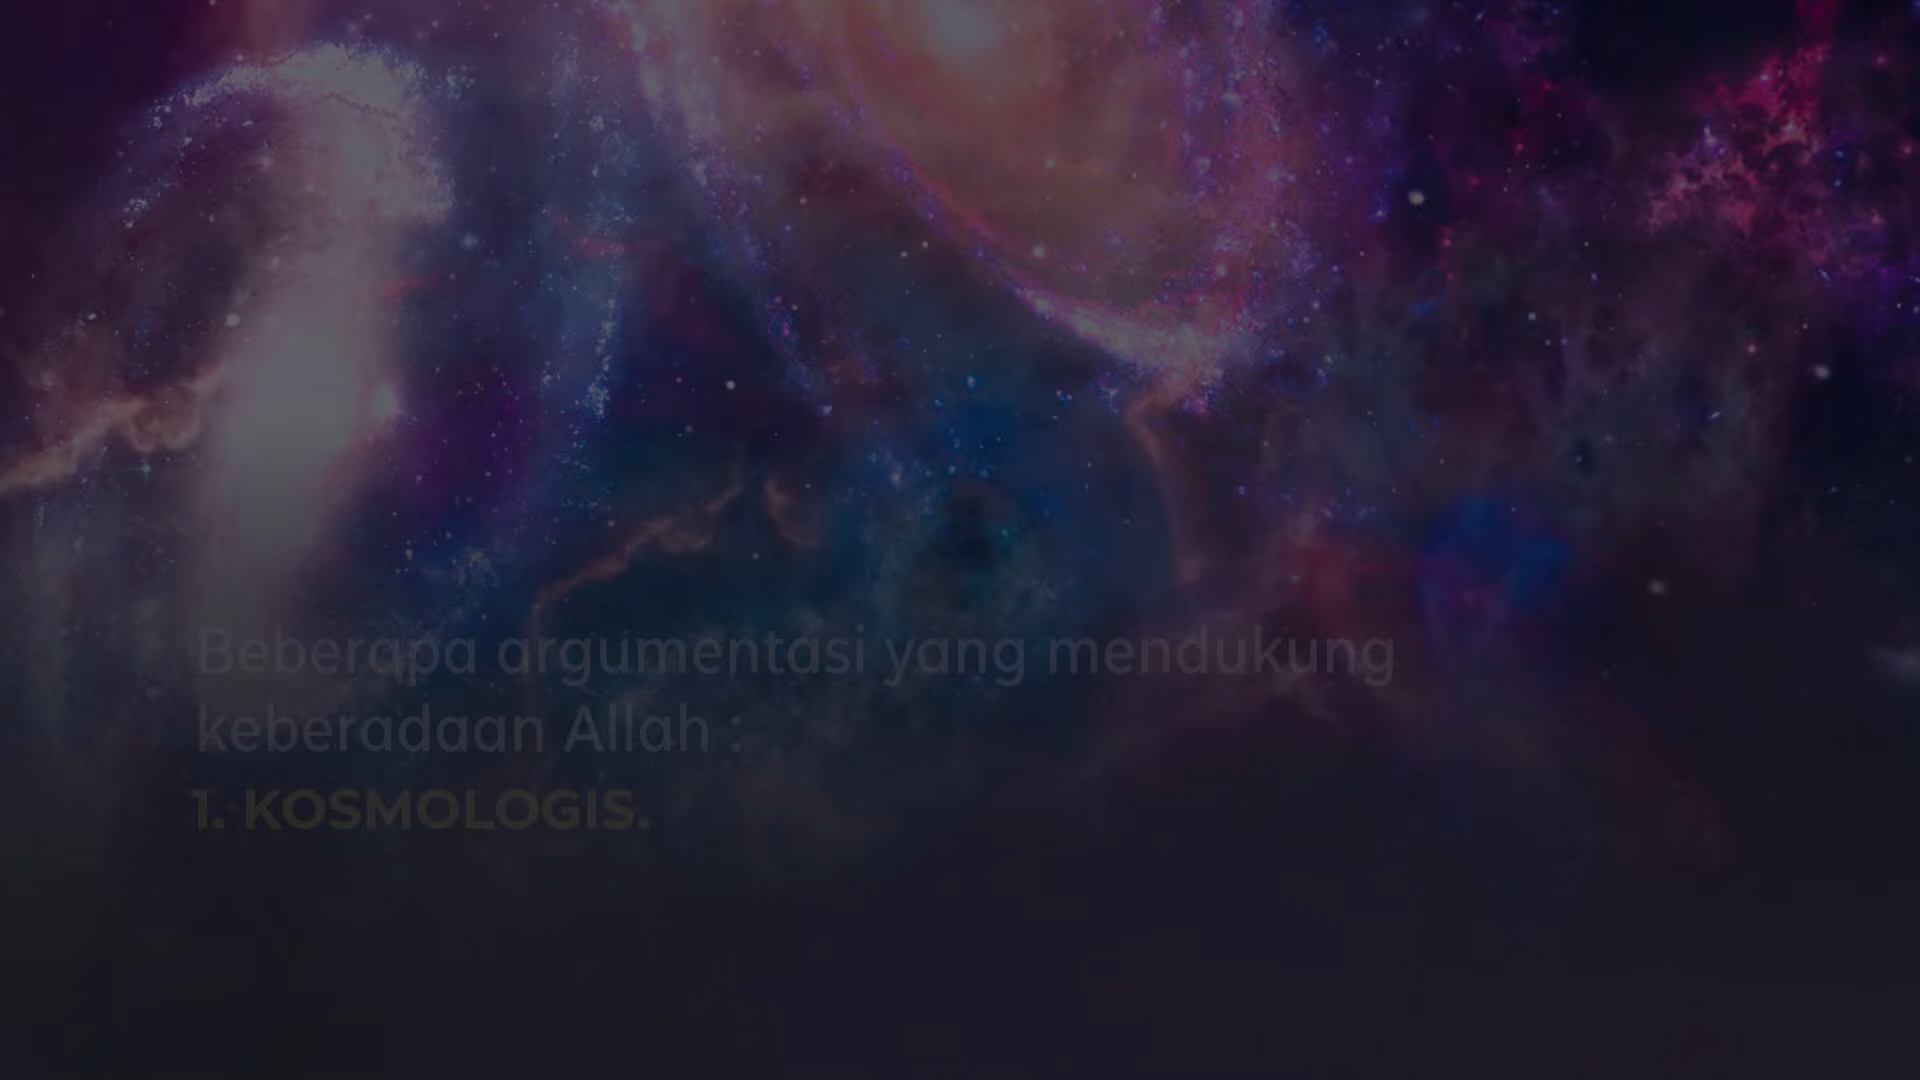 Beberapa argumentasi yang mendukung
keberadaan Allah :
1. KOSMOLOGIS.